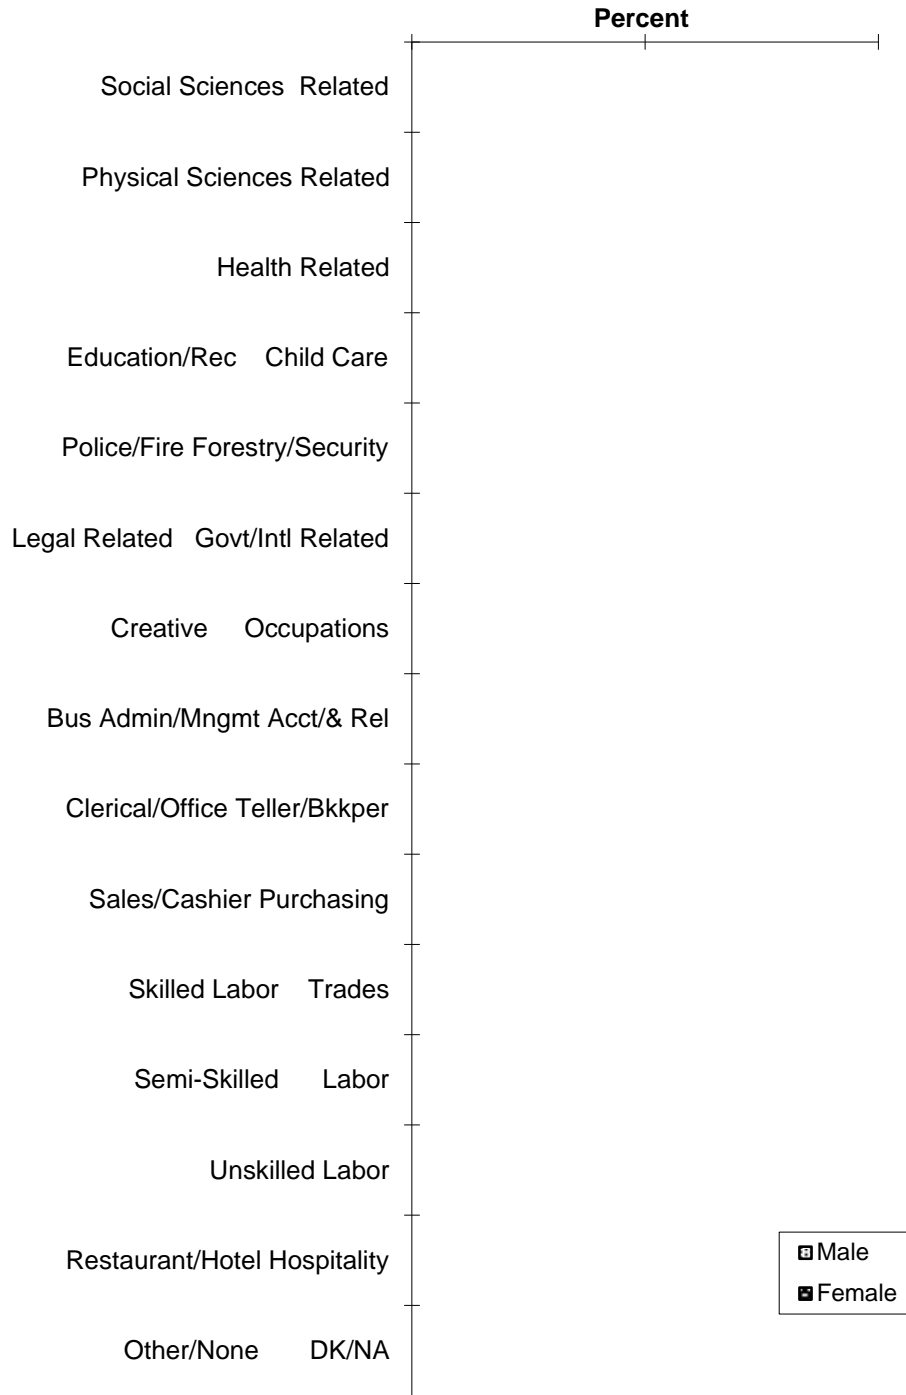 Percent
Social Sciences Related
Physical Sciences Related
Health Related
Education/Rec Child Care
Police/Fire Forestry/Security
Legal Related Govt/Intl Related
Creative Occupations
Bus Admin/Mngmt Acct/& Rel
Clerical/Office Teller/Bkkper
Sales/Cashier Purchasing
Skilled Labor Trades
Semi-Skilled Labor
Unskilled Labor
Restaurant/Hotel Hospitality
Other/None DK/NA
Male
Female